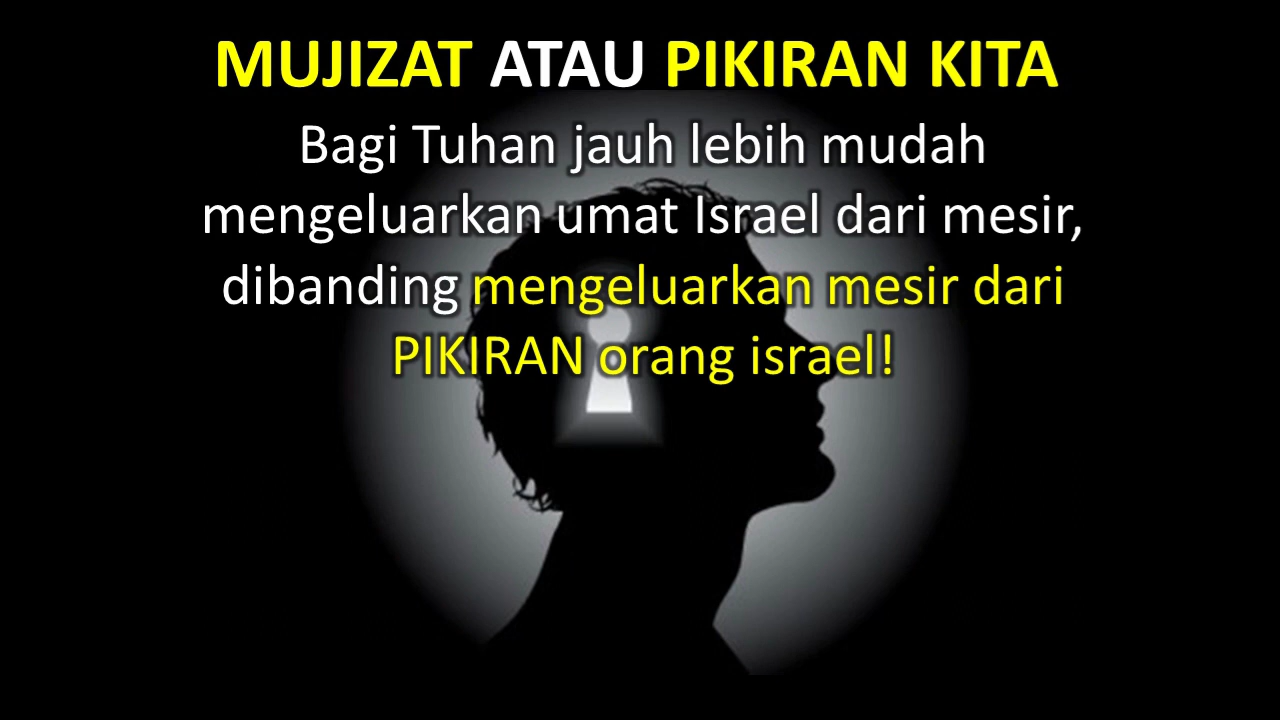 MUJIZAT ATAU PIKIRAN KITA
Bagi Tuhan jauh lebih mudah
mengeluarkan umat Israel dari mesir,
dibanding mengeluarkan mesir dari
PIKIRAN orang israel!